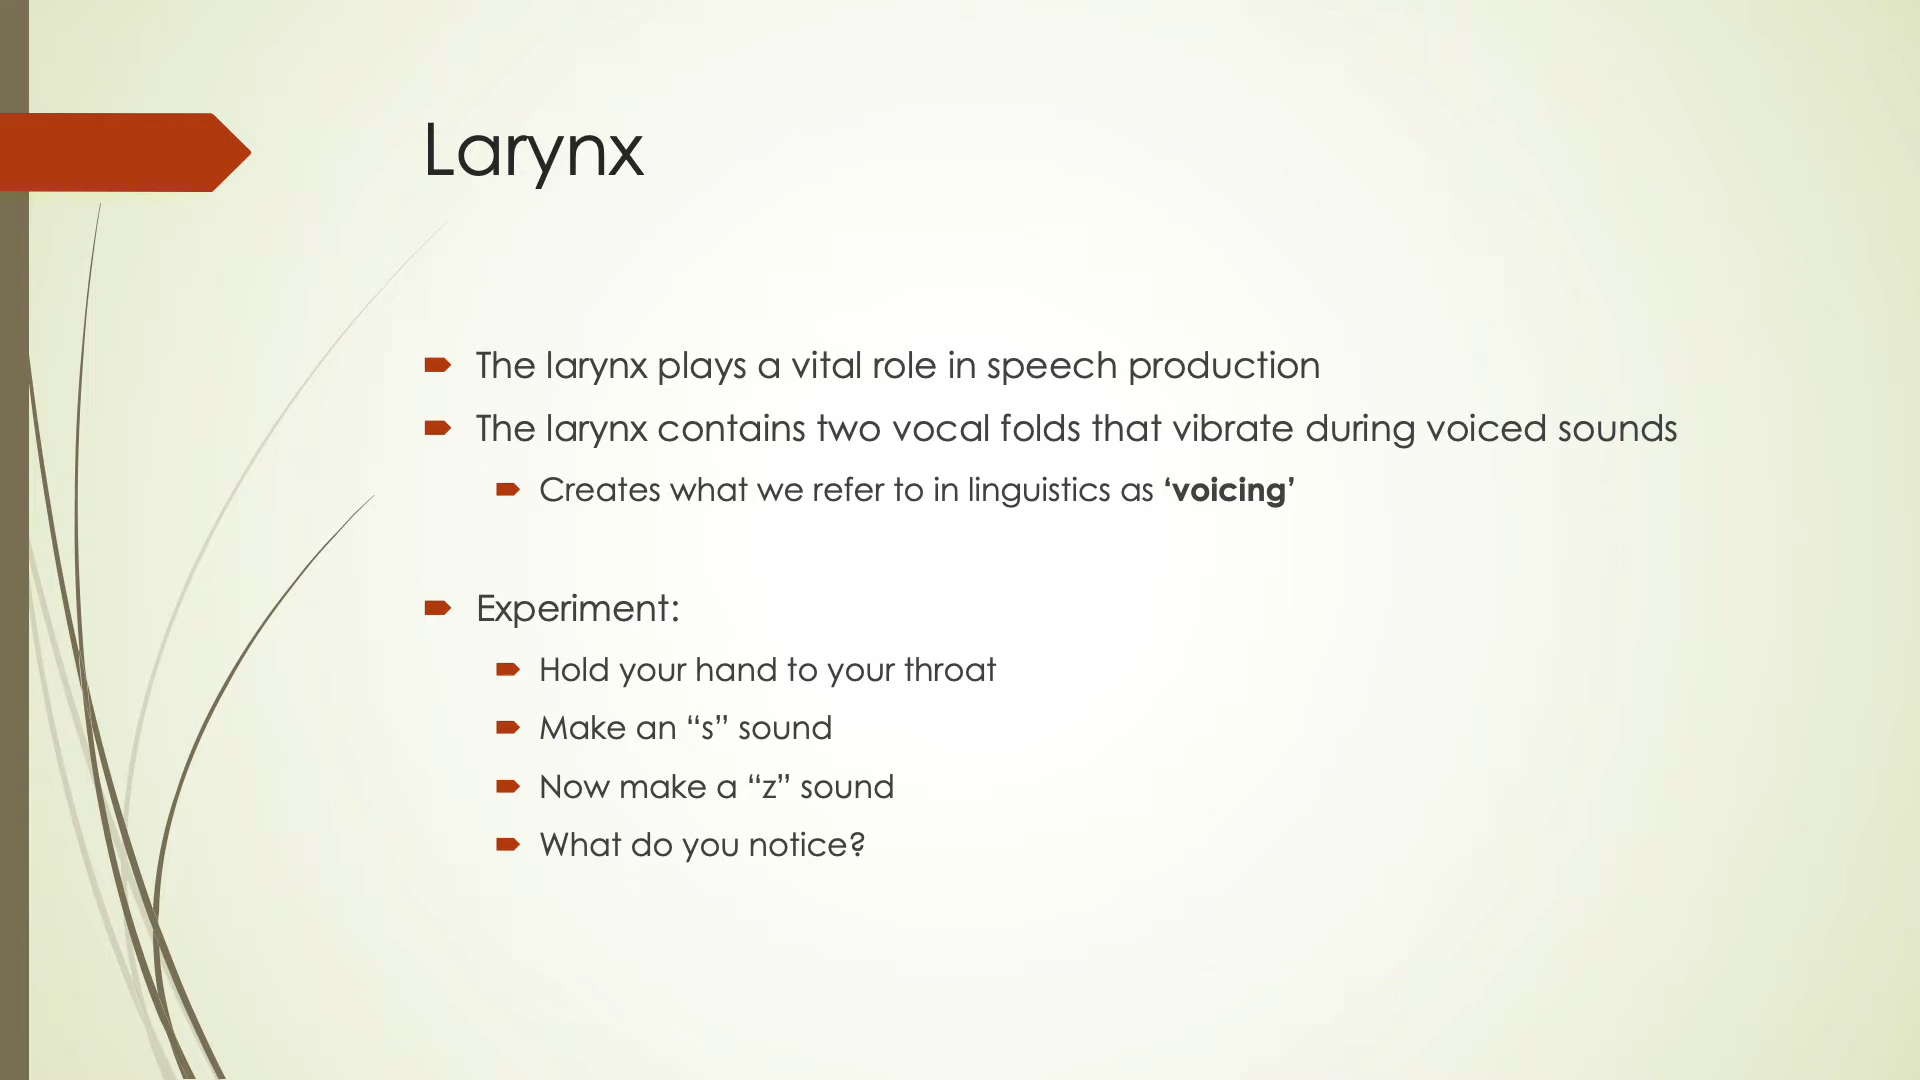 Larynx
The larynx plays a vital role in speech production
The larynx contains two vocal folds that vibrate during voiced sounds
Creates what we refer to in linguistics as ‘voicing’
Experiment:
Hold your hand to your throat
Make an “s” sound
Now make a “z” sound
What do you notice?